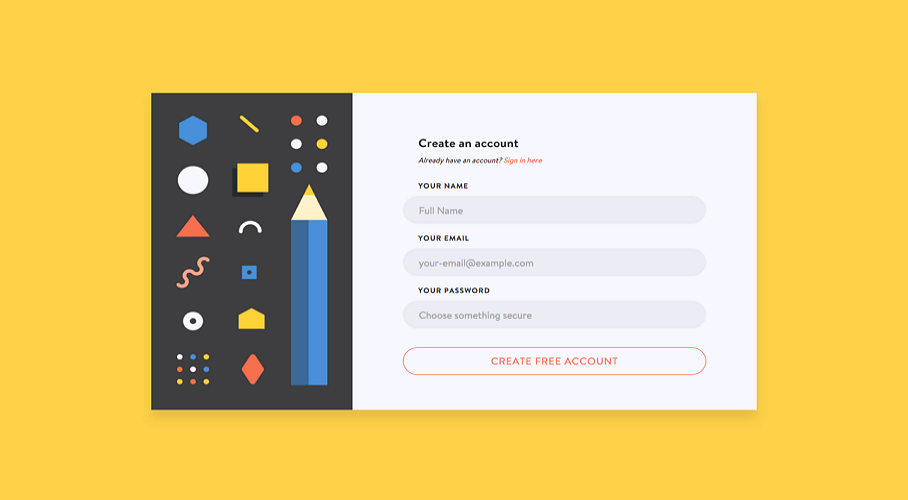 Create an account
Already have an account? Sign in here
YOUR NAME
Full Name
YOUR EMAIL
your-email@example.com
YOUR PASSWORD
Choose something secure
CREATE FREE ACCOUNT